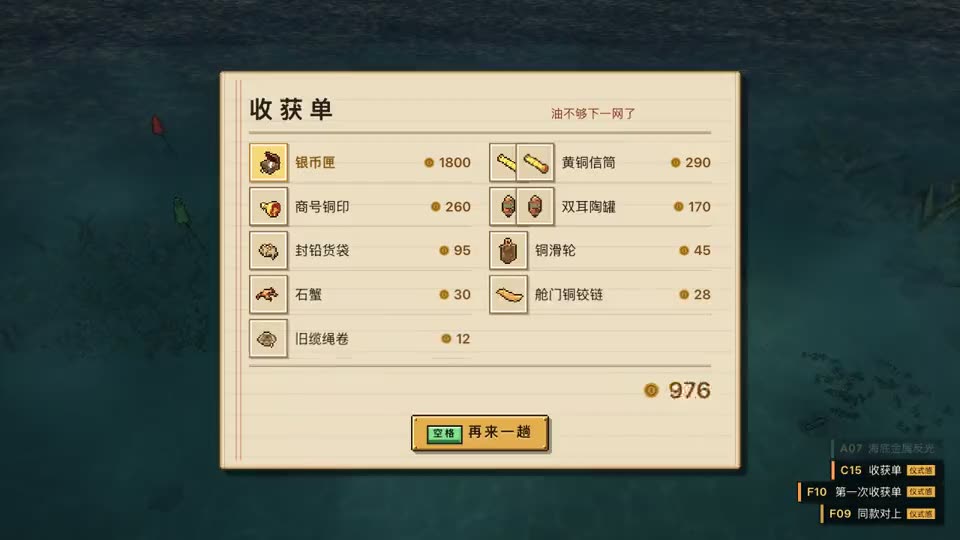 收获单
油不够下一网了
银币匣 1800
黄铜信筒 290
商号铜印 260
双耳陶罐 170
封铅货袋 95
铜滑轮 45
石蟹 30
舱门铜铰链 28
旧缆绳卷 12
976
空格 再来一趟
A07 海底金属反光
C15 收获单 仪式感
F10 第一次收获单 仪式感
F09 同款对上 仪式感